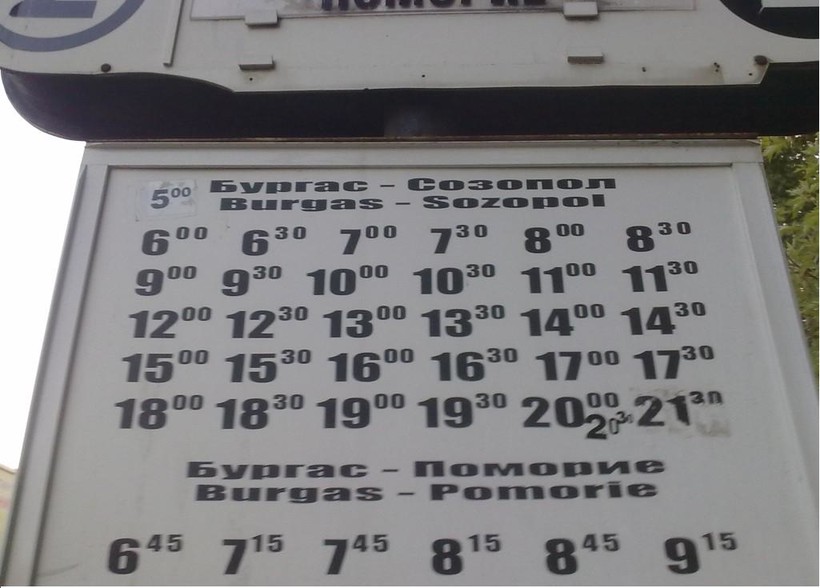 5⁰⁰ Бургас - Созопол
Burgas - Sozopol
6⁰⁰ 6³⁰ 7⁰⁰ 7³⁰ 8⁰⁰ 8³⁰
9⁰⁰ 9³⁰ 10⁰⁰ 10³⁰ 11⁰⁰ 11³⁰
12⁰⁰ 12³⁰ 13⁰⁰ 13³⁰ 14⁰⁰ 14³⁰
15⁰⁰ 15³⁰ 16⁰⁰ 16³⁰ 17⁰⁰ 17³⁰
18⁰⁰ 18³⁰ 19⁰⁰ 19³⁰ 20⁰⁰ 20³⁰ 21³⁰
Бургас - Поморие
Burgas - Pomorie
6⁴⁵ 7¹⁵ 7⁴⁵ 8¹⁵ 8⁴⁵ 9¹⁵